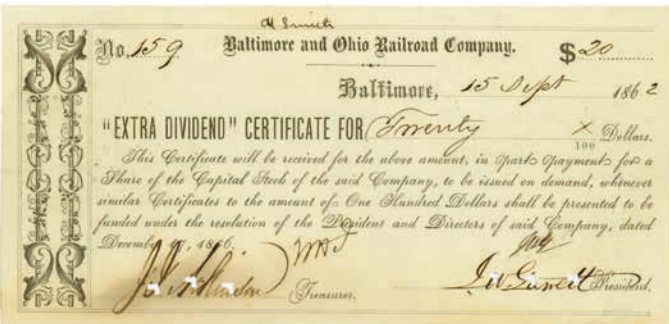 No. 159 Baltimore and Ohio Railroad Company. $20
Baltimore, 15 Sept 1862
"EXTRA DIVIDEND" CERTIFICATE FOR Twenty X/100 Dollars.
This Certificate will be received for the above amount, in part payment for a
Share of the Capital Stock of the said Company, to be issued on demand, whenever
similar Certificates to the amount of One Hundred Dollars shall be presented to be
funded under the resolution of the President and Directors of said Company, dated
December 17, 1856.
Treasurer. J W Garrett President.